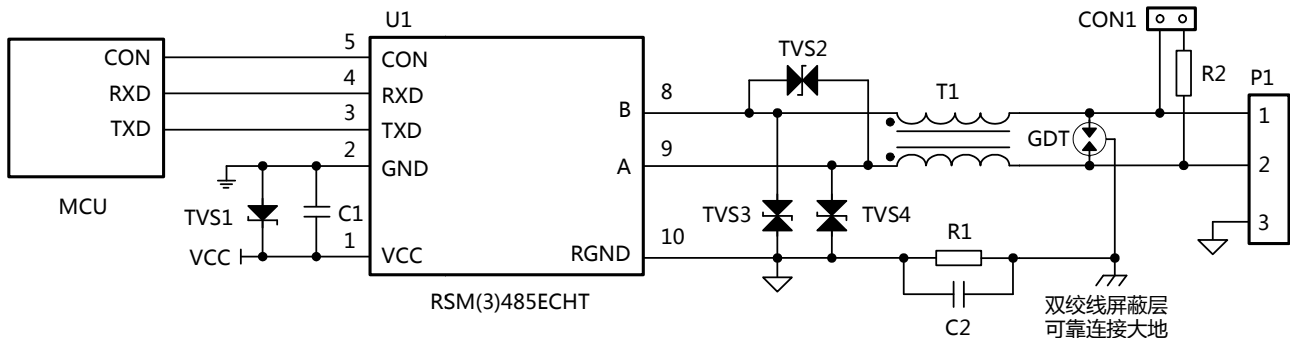 U1
CON1
MCU
CON
RXD
TXD
5
4
3
2
1
CON
RXD
TXD
GND
VCC
B
A
RGND
8
9
10
TVS1
C1
VCC
RSM(3)485ECHT
TVS2
TVS3
TVS4
T1
GDT
R2
P1
1
2
3
R1
C2
双绞线屏蔽层
可靠连接大地